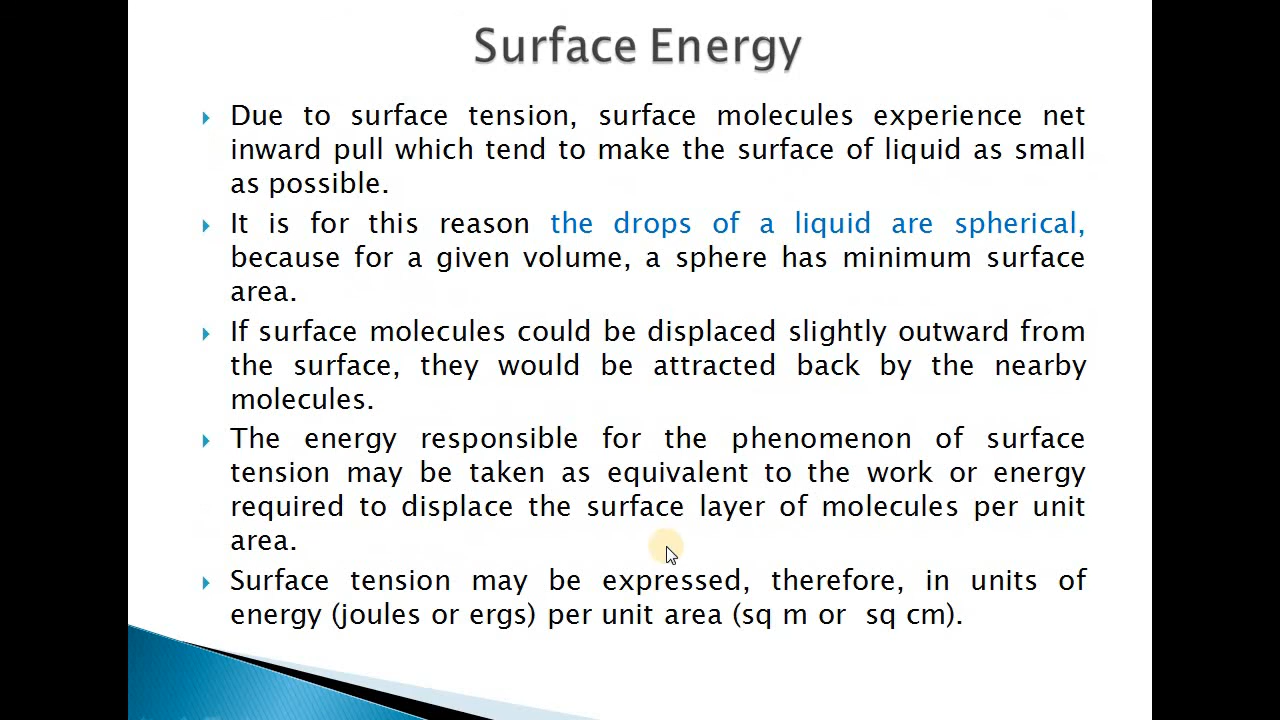 Surface Energy
Due to surface tension, surface molecules experience net
inward pull which tend to make the surface of liquid as small
as possible.
It is for this reason the drops of a liquid are spherical,
because for a given volume, a sphere has minimum surface
area.
If surface molecules could be displaced slightly outward from
the surface, they would be attracted back by the nearby
molecules.
The energy responsible for the phenomenon of surface
tension may be taken as equivalent to the work or energy
required to displace the surface layer of molecules per unit
area.
Surface tension may be expressed, therefore, in units of
energy (joules or ergs) per unit area (sq m or sq cm).